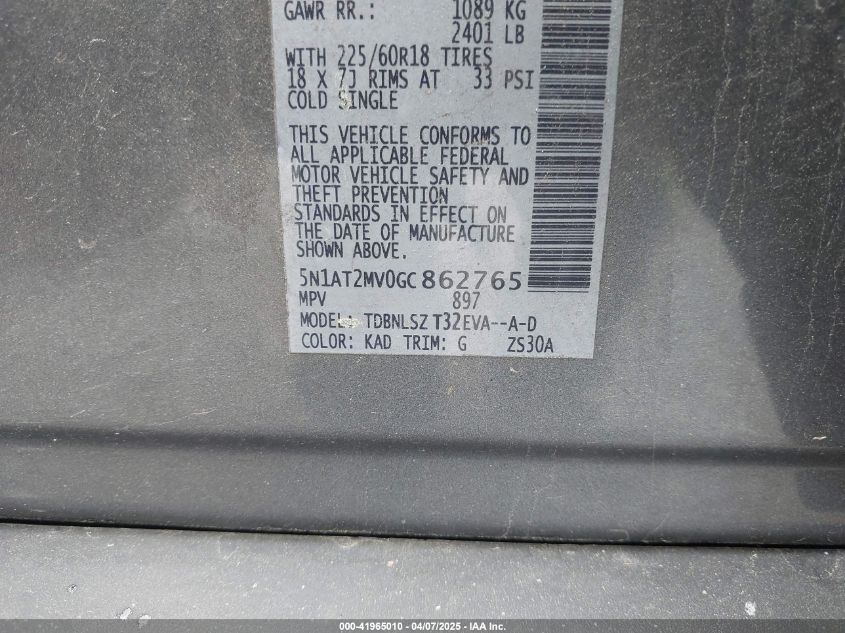 GAWR RR.: 1089 KG
2401 LB
WITH 225/60R18 TIRES
18 X 7J RIMS AT 33 PSI
COLD SINGLE
THIS VEHICLE CONFORMS TO
ALL APPLICABLE FEDERAL
MOTOR VEHICLE SAFETY AND
THEFT PREVENTION
STANDARDS IN EFFECT ON
THE DATE OF MANUFACTURE
SHOWN ABOVE.
5N1AT2MV0GC862765
MPV 897
MODEL: TDBNLSZ T32EVA--A-D
COLOR: KAD TRIM: G ZS30A
000-41965010 - 04/07/2025 - IAA Inc.